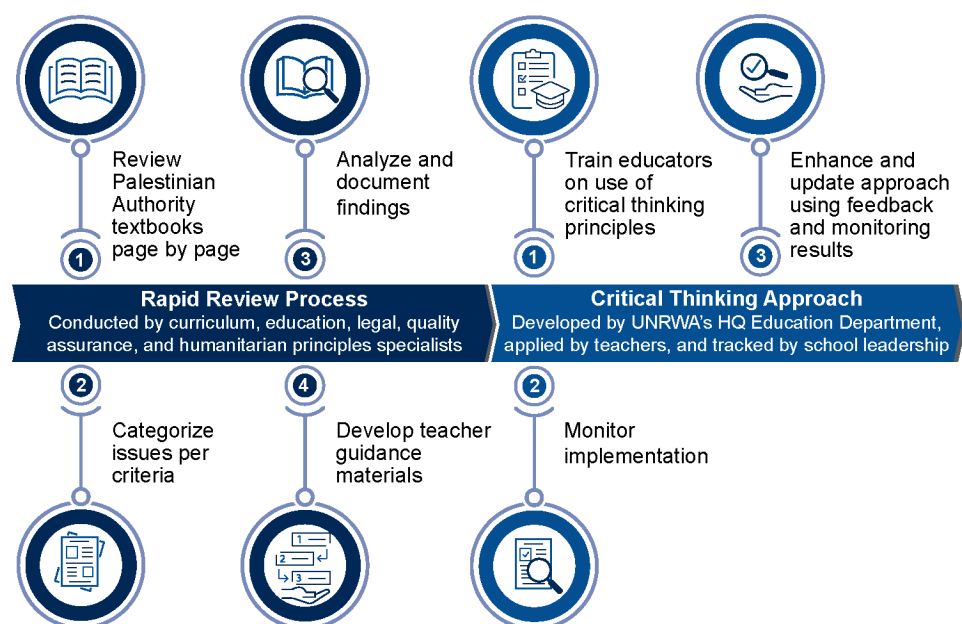 Review
Palestinian
Authority
textbooks
page by page
1
Analyze and
document
findings
3
Train educators
on use of
critical thinking
principles
1
Enhance and
update approach
using feedback
and monitoring
results
3
Rapid Review Process
Conducted by curriculum, education, legal, quality
assurance, and humanitarian principles specialists
Critical Thinking Approach
Developed by UNRWA's HQ Education Department,
applied by teachers, and tracked by school leadership
2
Categorize
issues per
criteria
4
Develop teacher
guidance
materials
1
2
3
2
Monitor
implementation